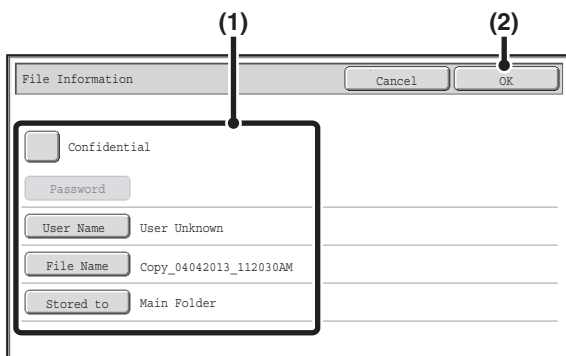 (1) (2)
File Information Cancel OK
Confidential
Password
User Name User Unknown
File Name Copy_04042013_112030AM
Stored to Main Folder